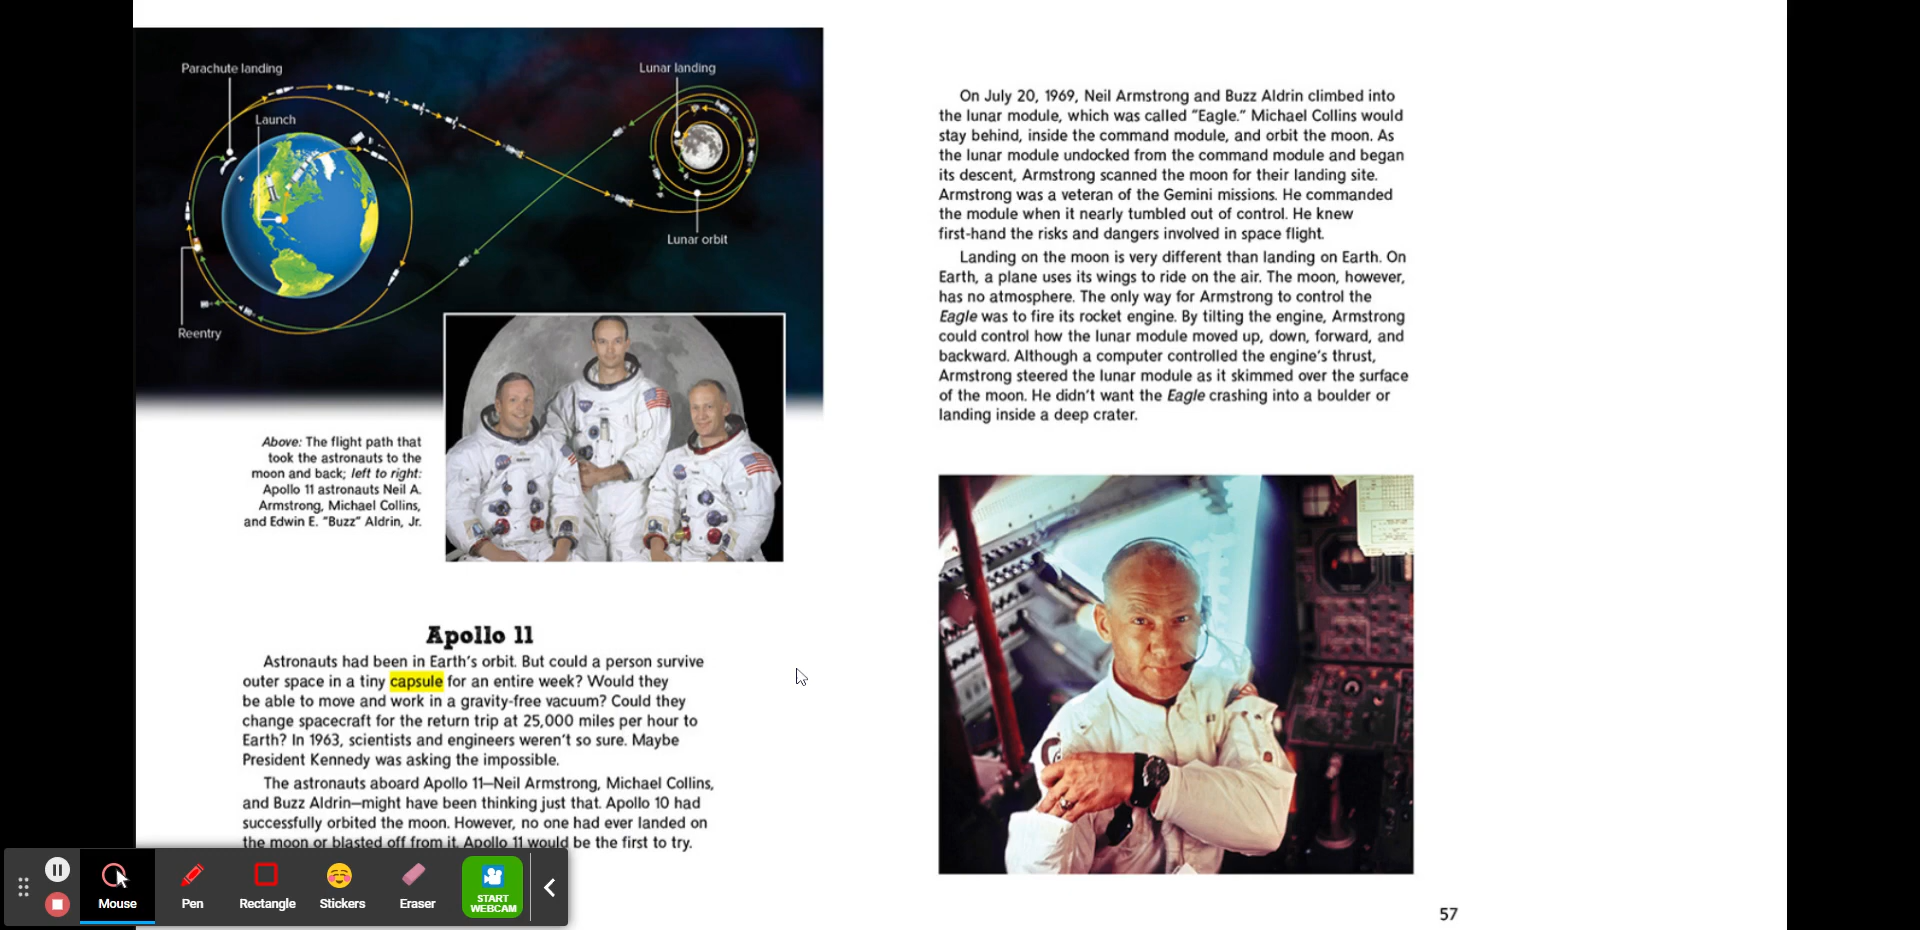 Parachute landing
Launch
Lunar landing
Lunar orbit
Reentry
Above: The flight path that
took the astronauts to the
moon and back; left to right:
Apollo 11 astronauts Neil A.
Armstrong, Michael Collins,
and Edwin E. “Buzz” Aldrin, Jr.
Apollo 11
Astronauts had been in Earth’s orbit. But could a person survive
outer space in a tiny capsule for an entire week? Would they
be able to move and work in a gravity-free vacuum? Could they
change spacecraft for the return trip at 25,000 miles per hour to
Earth? In 1963, scientists and engineers weren’t so sure. Maybe
President Kennedy was asking the impossible.
The astronauts aboard Apollo 11—Neil Armstrong, Michael Collins,
and Buzz Aldrin—might have been thinking just that. Apollo 10 had
successfully orbited the moon. However, no one had ever landed on
the moon or blasted off from it. Apollo 11 would be the first to try.
On July 20, 1969, Neil Armstrong and Buzz Aldrin climbed into
the lunar module, which was called “Eagle.” Michael Collins would
stay behind, inside the command module, and orbit the moon. As
the lunar module undocked from the command module and began
its descent, Armstrong scanned the moon for their landing site.
Armstrong was a veteran of the Gemini missions. He commanded
the module when it nearly tumbled out of control. He knew
first-hand the risks and dangers involved in space flight.
Landing on the moon is very different than landing on Earth. On
Earth, a plane uses its wings to ride on the air. The moon, however,
has no atmosphere. The only way for Armstrong to control the
Eagle was to fire its rocket engine. By tilting the engine, Armstrong
could control how the lunar module moved up, down, forward, and
backward. Although a computer controlled the engine’s thrust,
Armstrong steered the lunar module as it skimmed over the surface
of the moon. He didn’t want the Eagle crashing into a boulder or
landing inside a deep crater.
57
Mouse
Pen
Rectangle
Stickers
Eraser
START
WEBCAM